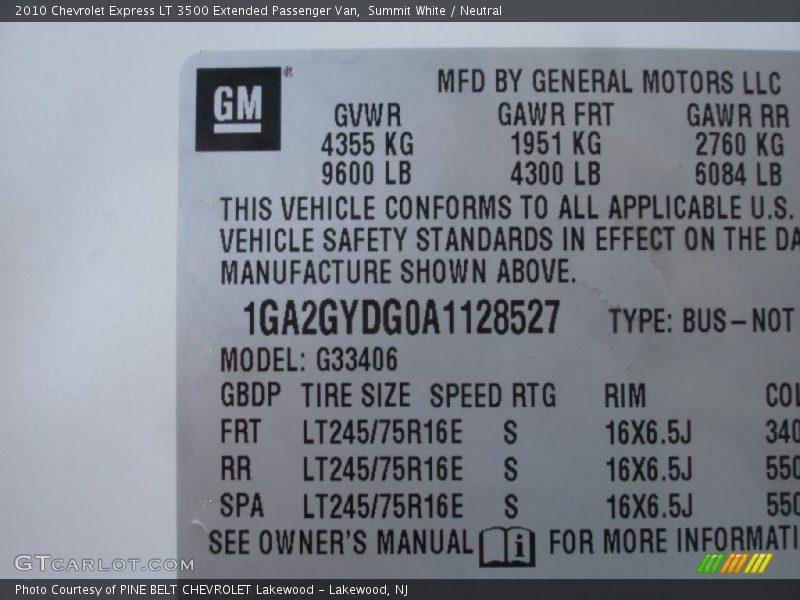 2010 Chevrolet Express LT 3500 Extended Passenger Van, Summit White / Neutral
GM ® MFD BY GENERAL MOTORS LLC
GVWR GAWR FRT GAWR RR
4355 KG 1951 KG 2760 KG
9600 LB 4300 LB 6084 LB
THIS VEHICLE CONFORMS TO ALL APPLICABLE U.S.
VEHICLE SAFETY STANDARDS IN EFFECT ON THE DA
MANUFACTURE SHOWN ABOVE.
1GA2GYDG0A1128527 TYPE: BUS-NOT
MODEL: G33406
GBDP TIRE SIZE SPEED RTG RIM COL
FRT LT245/75R16E S 16X6.5J 340
RR LT245/75R16E S 16X6.5J 550
SPA LT245/75R16E S 16X6.5J 550
SEE OWNER'S MANUAL i FOR MORE INFORMATI
GTCARLOT.COM
Photo Courtesy of PINE BELT CHEVROLET Lakewood - Lakewood, NJ